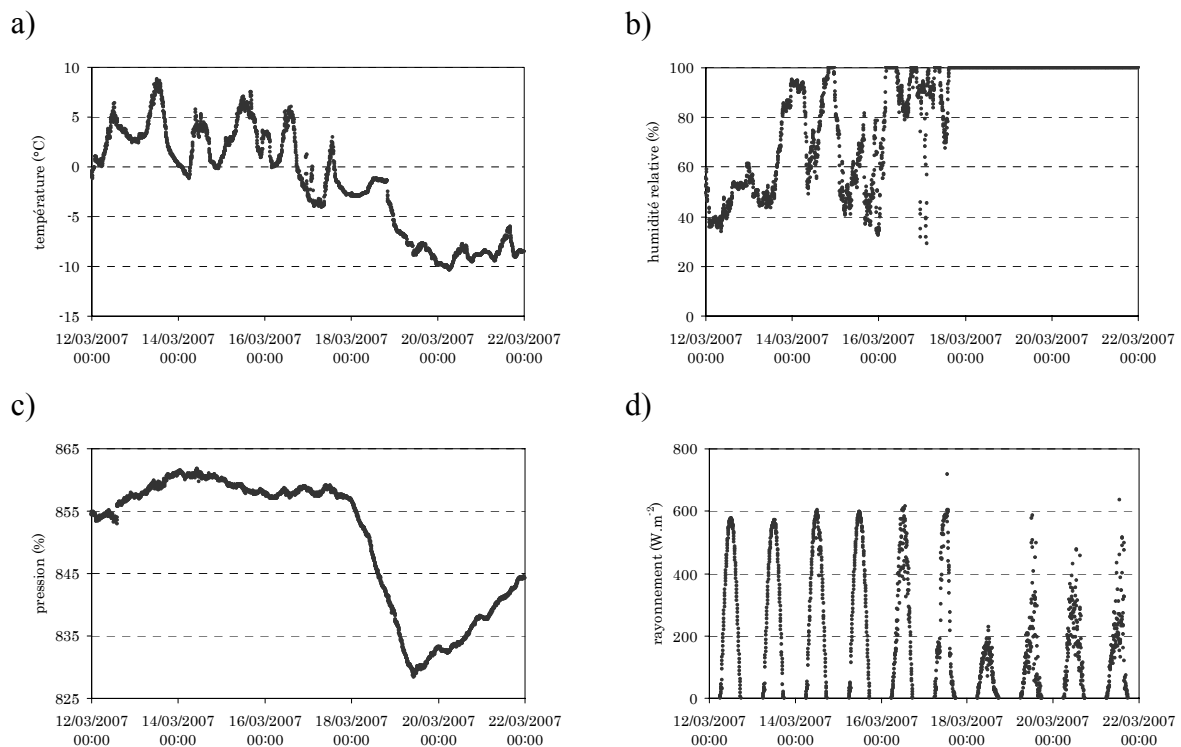 a)
10
5
0
-5
-10
-15
température (°C)
12/03/2007 14/03/2007 16/03/2007 18/03/2007 20/03/2007 22/03/2007
00:00 00:00 00:00 00:00 00:00 00:00
b)
100
80
60
40
20
0
humidité relative (%)
12/03/2007 14/03/2007 16/03/2007 18/03/2007 20/03/2007 22/03/2007
00:00 00:00 00:00 00:00 00:00 00:00
c)
865
855
845
835
825
pression (%)
12/03/2007 14/03/2007 16/03/2007 18/03/2007 20/03/2007 22/03/2007
00:00 00:00 00:00 00:00 00:00 00:00
d)
800
600
400
200
0
rayonnement (W.m⁻²)
12/03/2007 14/03/2007 16/03/2007 18/03/2007 20/03/2007 22/03/2007
00:00 00:00 00:00 00:00 00:00 00:00